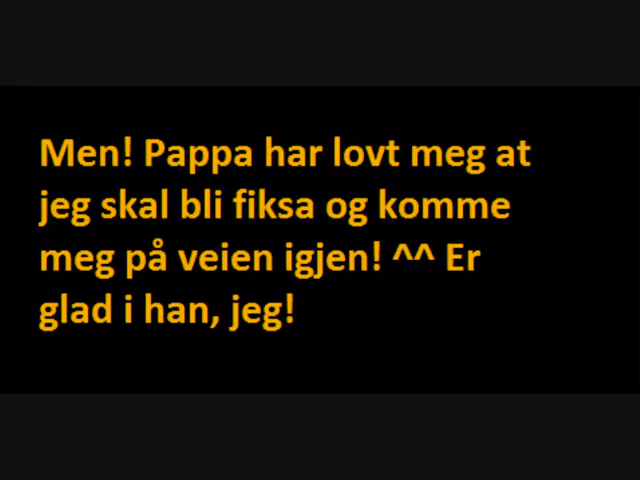 Men! Pappa har lovt meg at
jeg skal bli fiksa og komme
meg på veien igjen! ^^ Er
glad i han, jeg!